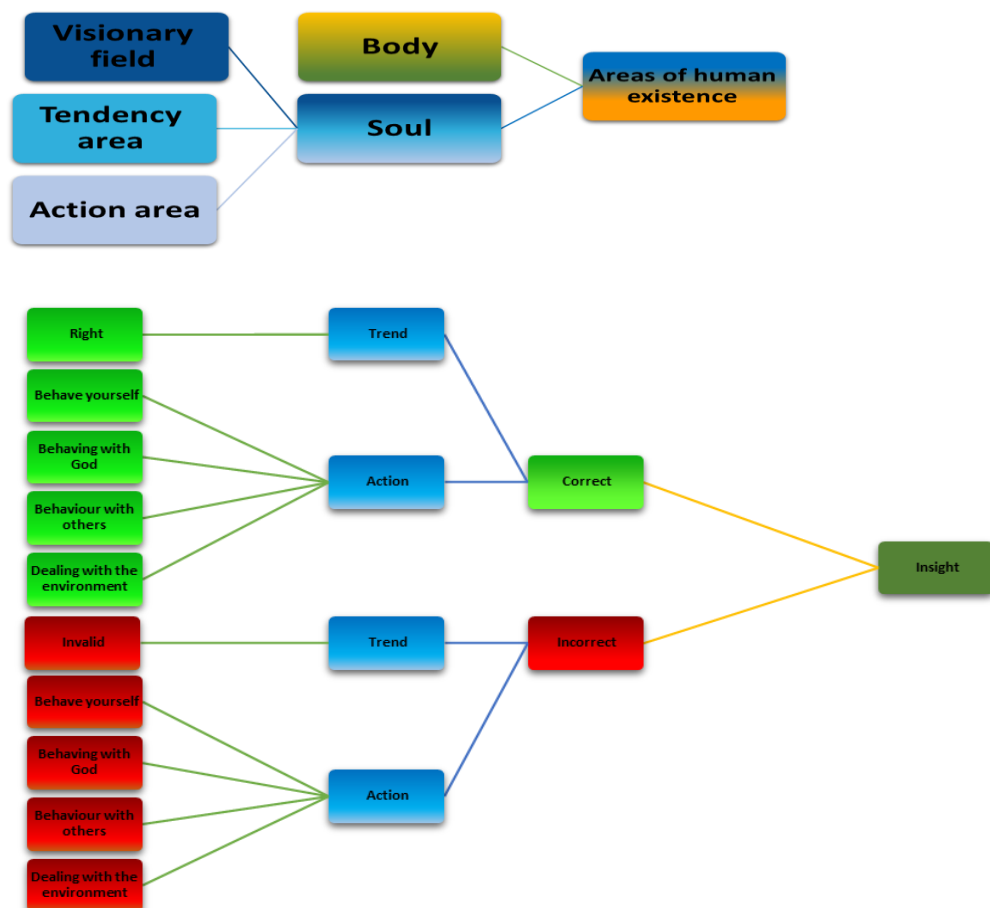 Visionary
field
Body
Areas of human
existence
Tendency
area
Soul
Action area
Right
Trend
Behave yourself
Behaving with
God
Action
Correct
Behaviour with
others
Dealing with the
environment
Insight
Invalid
Trend
Incorrect
Behave yourself
Behaving with
God
Action
Behaviour with
others
Dealing with the
environment